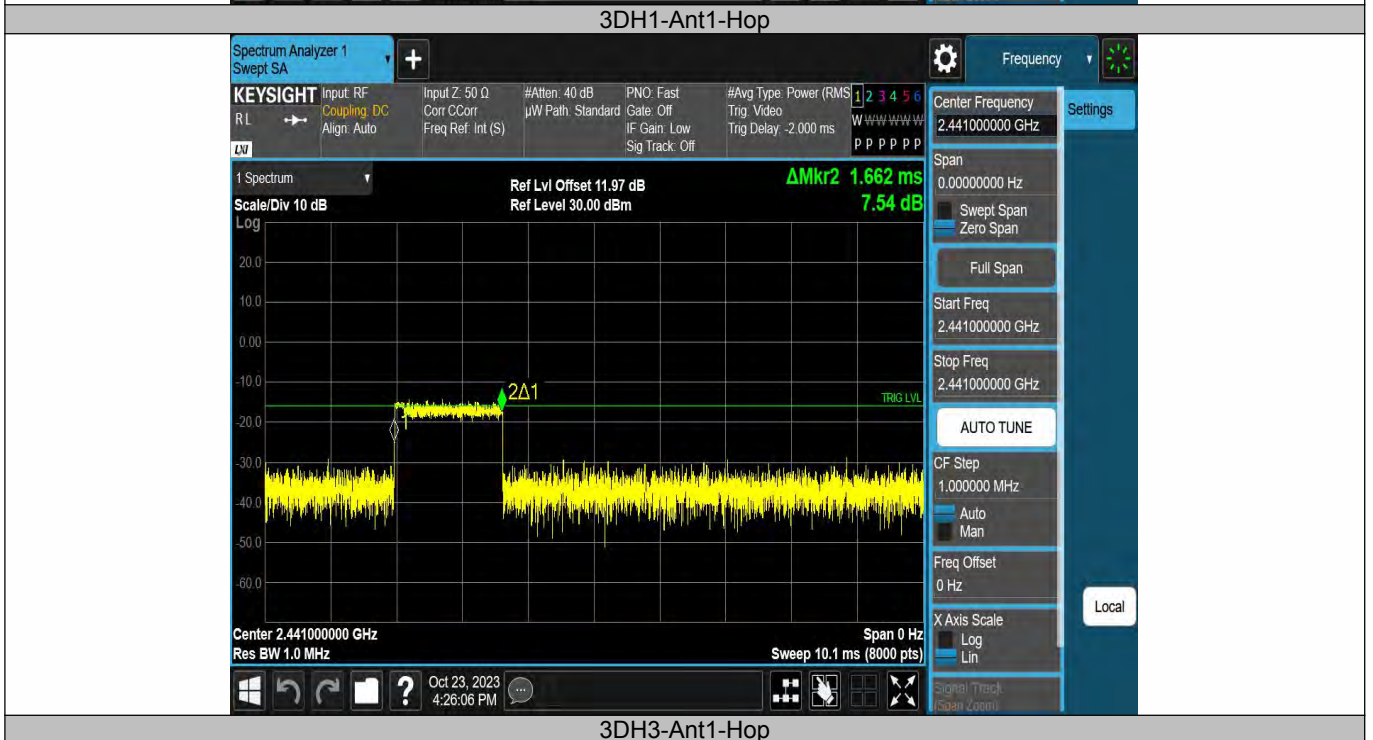 3DH1-Ant1-Hop
Spectrum Analyzer 1
Swept SA
+
Frequency
KEYSIGHT
RL
LXI
Input: RF
Coupling: DC
Align: Auto
Input Z: 50 Ω
Corr CCorr
Freq Ref: Int (S)
#Atten: 40 dB
µW Path: Standard
PNO: Fast
Gate: Off
IF Gain: Low
Sig Track: Off
#Avg Type: Power (RMS
Trig: Video
Trig Delay: -2.000 ms
1 2 3 4 5 6
W W W W W W
P P P P P P
Center Frequency
2.441000000 GHz
Settings
1 Spectrum
Scale/Div 10 dB
Log
Ref Lvl Offset 11.97 dB
Ref Level 30.00 dBm
ΔMkr2 1.662 ms
7.54 dB
Span
0.00000000 Hz
Swept Span
Zero Span
Full Span
Start Freq
2.441000000 GHz
Stop Freq
2.441000000 GHz
AUTO TUNE
CF Step
1.000000 MHz
Auto
Man
Freq Offset
0 Hz
X Axis Scale
Log
Lin
Signal Track
(Span Zoom)
Local
20.0
10.0
0.00
-10.0
-20.0
-30.0
-40.0
-50.0
-60.0
2Δ1
1
TRIG LVL
Center 2.441000000 GHz
Res BW 1.0 MHz
Span 0 Hz
Sweep 10.1 ms (8000 pts)
?
Oct 23, 2023
4:26:06 PM
3DH3-Ant1-Hop